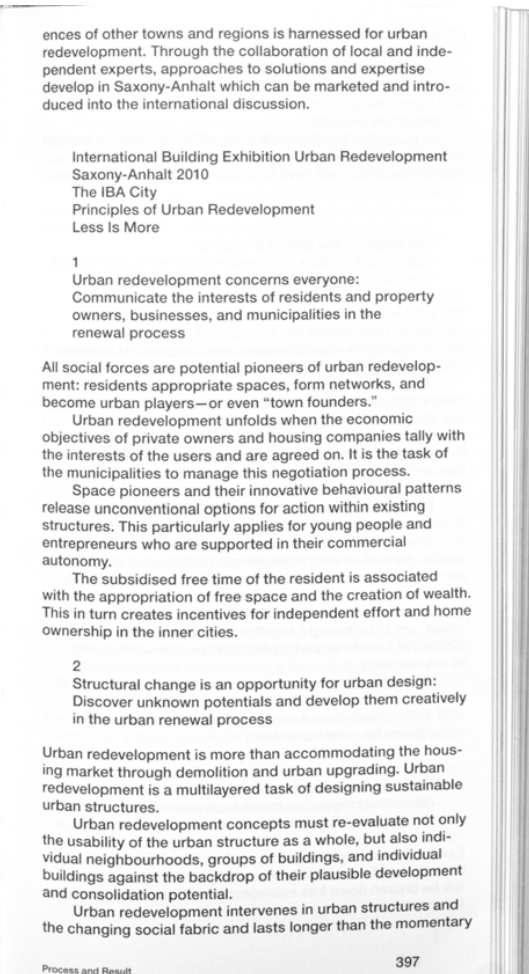 ences of other towns and regions is harnessed for urban
redevelopment. Through the collaboration of local and inde-
pendent experts, approaches to solutions and expertise
develop in Saxony-Anhalt which can be marketed and intro-
duced into the international discussion.
International Building Exhibition Urban Redevelopment
Saxony-Anhalt 2010
The IBA City
Principles of Urban Redevelopment
Less Is More
1
Urban redevelopment concerns everyone:
Communicate the interests of residents and property
owners, businesses, and municipalities in the
renewal process
All social forces are potential pioneers of urban redevelop-
ment: residents appropriate spaces, form networks, and
become urban players—or even “town founders.”
Urban redevelopment unfolds when the economic
objectives of private owners and housing companies tally with
the interests of the users and are agreed on. It is the task of
the municipalities to manage this negotiation process.
Space pioneers and their innovative behavioural patterns
release unconventional options for action within existing
structures. This particularly applies for young people and
entrepreneurs who are supported in their commercial
autonomy.
The subsidised free time of the resident is associated
with the appropriation of free space and the creation of wealth.
This in turn creates incentives for independent effort and home
ownership in the inner cities.
2
Structural change is an opportunity for urban design:
Discover unknown potentials and develop them creatively
in the urban renewal process
Urban redevelopment is more than accommodating the hous-
ing market through demolition and urban upgrading. Urban
redevelopment is a multilayered task of designing sustainable
urban structures.
Urban redevelopment concepts must re-evaluate not only
the usability of the urban structure as a whole, but also indi-
vidual neighbourhoods, groups of buildings, and individual
buildings against the backdrop of their plausible development
and consolidation potential.
Urban redevelopment intervenes in urban structures and
the changing social fabric and lasts longer than the momentary
Process and Result
397